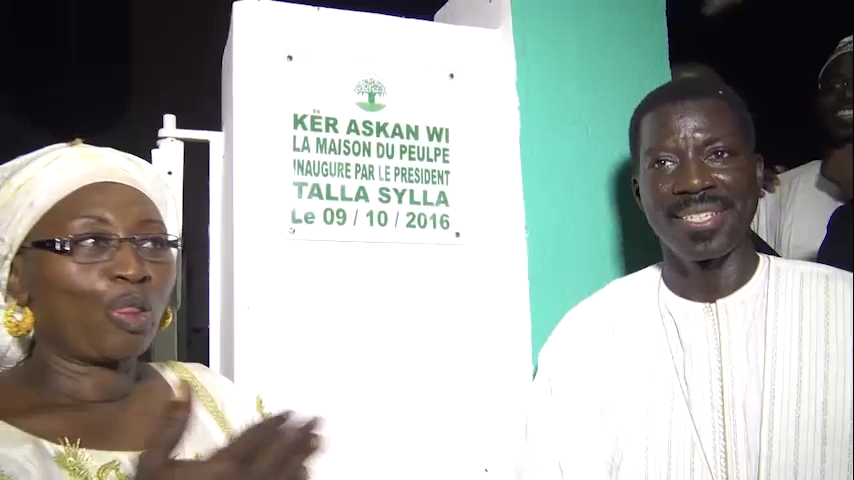 KËR ASKAN WI
LA MAISON DU PEULPE
INAUGURE PAR LE PRESIDENT
TALLA SYLLA
Le 09 / 10 / 2016